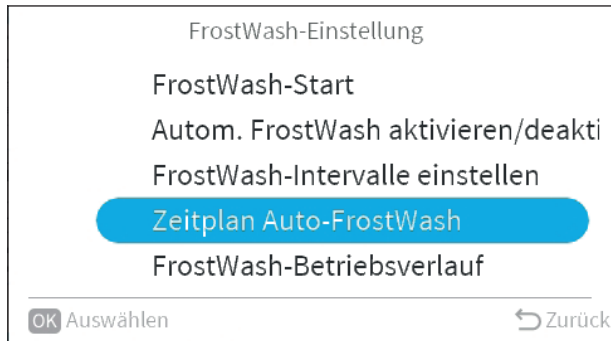 FrostWash-Einstellung
FrostWash-Start
Autom. FrostWash aktivieren/deakti
FrostWash-Intervalle einstellen
Zeitplan Auto-FrostWash
FrostWash-Betriebsverlauf
OK Auswählen Zurück